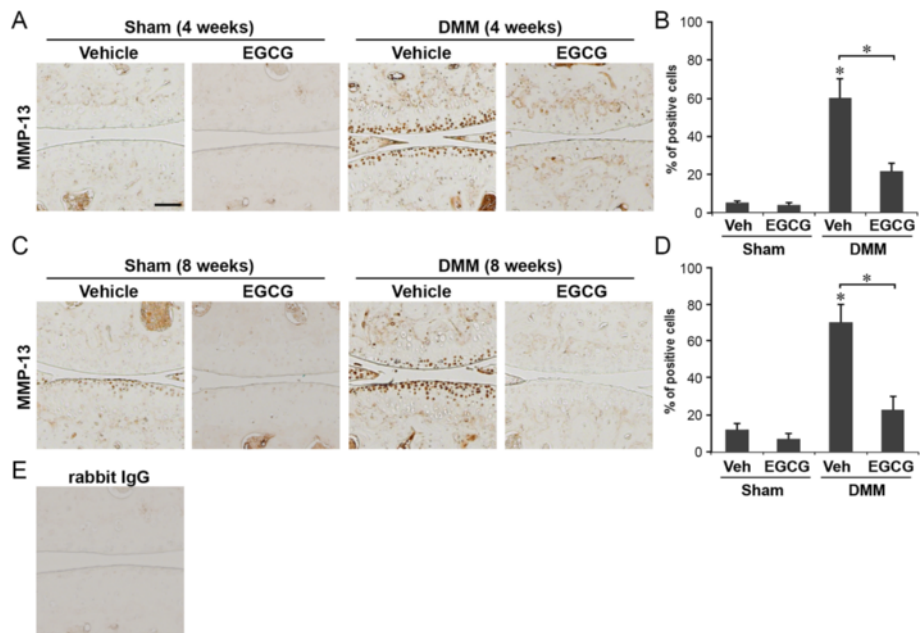 A
Sham (4 weeks)
DMM (4 weeks)
Vehicle
EGCG
Vehicle
EGCG
MMP-13
B
% of positive cells
100
80
60
40
20
0
*
*
Veh
EGCG
Veh
EGCG
Sham
DMM
C
Sham (8 weeks)
DMM (8 weeks)
Vehicle
EGCG
Vehicle
EGCG
MMP-13
D
% of positive cells
100
80
60
40
20
0
*
*
Veh
EGCG
Veh
EGCG
Sham
DMM
E
rabbit IgG